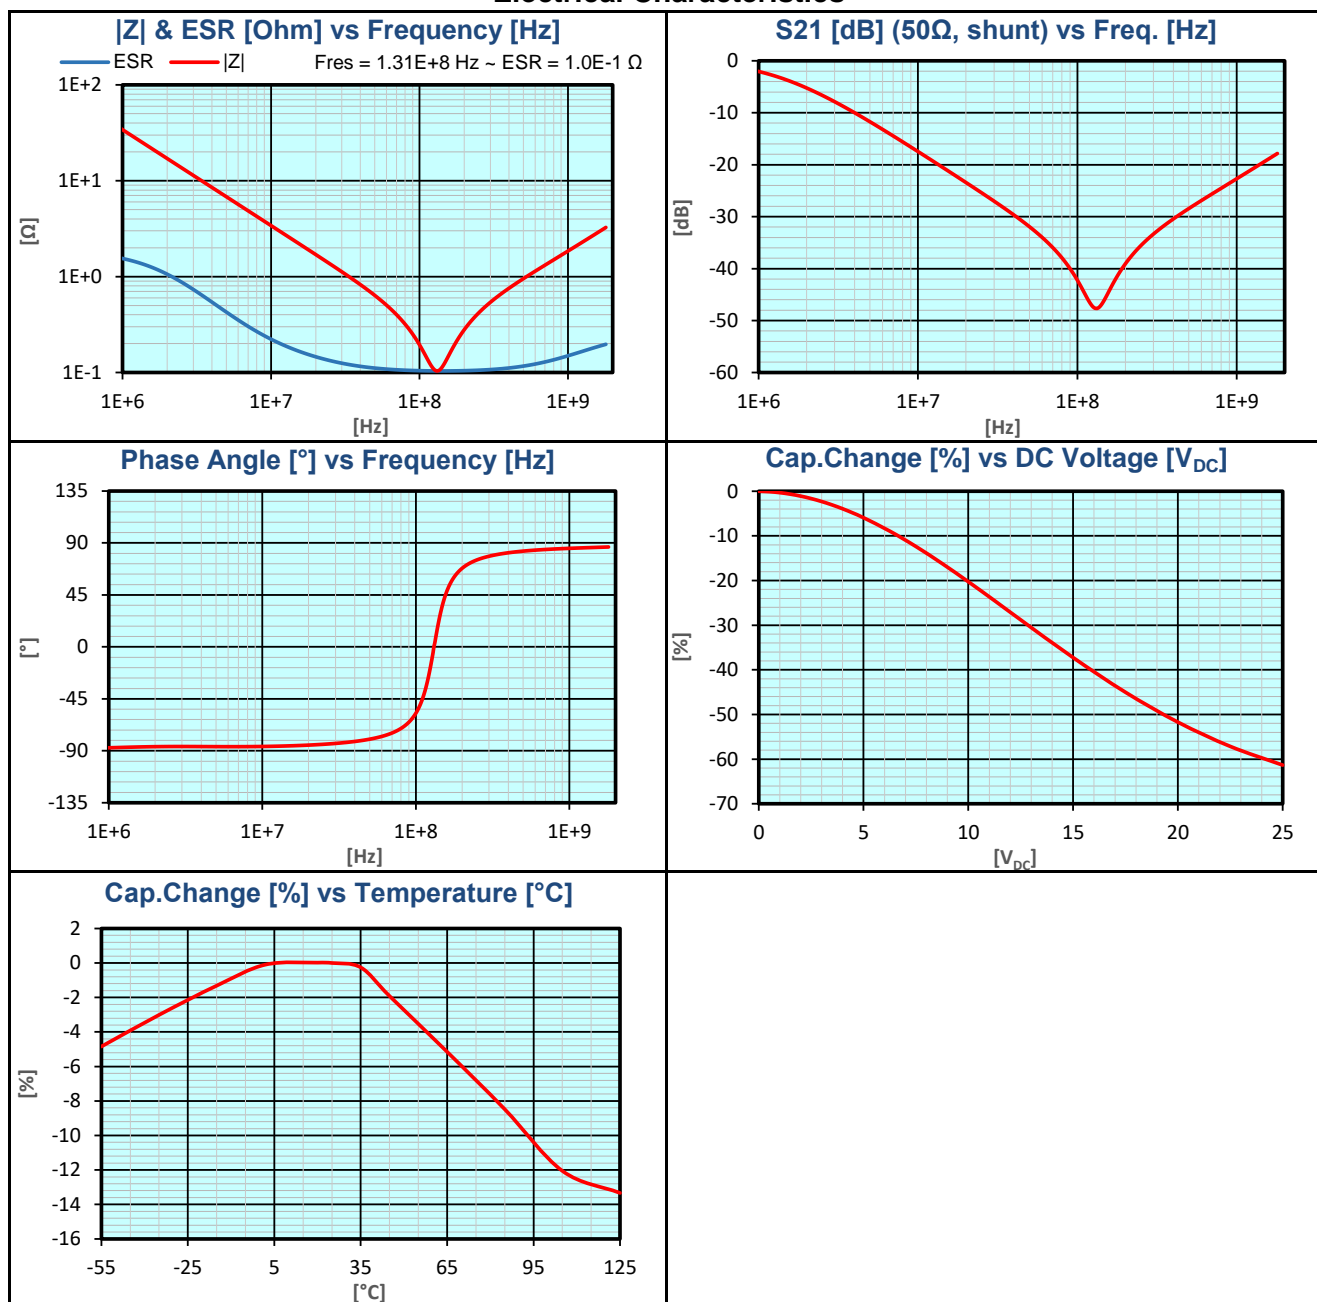 Electrical Characteristics
|Z| & ESR [Ohm] vs Frequency [Hz]
ESR |Z| Fres = 1.31E+8 Hz ~ ESR = 1.0E-1 Ω
1E+2
1E+1
1E+0
1E-1
[Ω]
1E+6 1E+7 1E+8 1E+9
[Hz]
S21 [dB] (50Ω, shunt) vs Freq. [Hz]
0
-10
-20
-30
-40
-50
-60
[dB]
1E+6 1E+7 1E+8 1E+9
[Hz]
Phase Angle [°] vs Frequency [Hz]
135
90
45
0
-45
-90
-135
[°]
1E+6 1E+7 1E+8 1E+9
[Hz]
Cap.Change [%] vs DC Voltage [V_DC]
0
-10
-20
-30
-40
-50
-60
-70
[%]
0 5 10 15 20 25
[V_DC]
Cap.Change [%] vs Temperature [°C]
2
0
-2
-4
-6
-8
-10
-12
-14
-16
[%]
-55 -25 5 35 65 95 125
[°C]